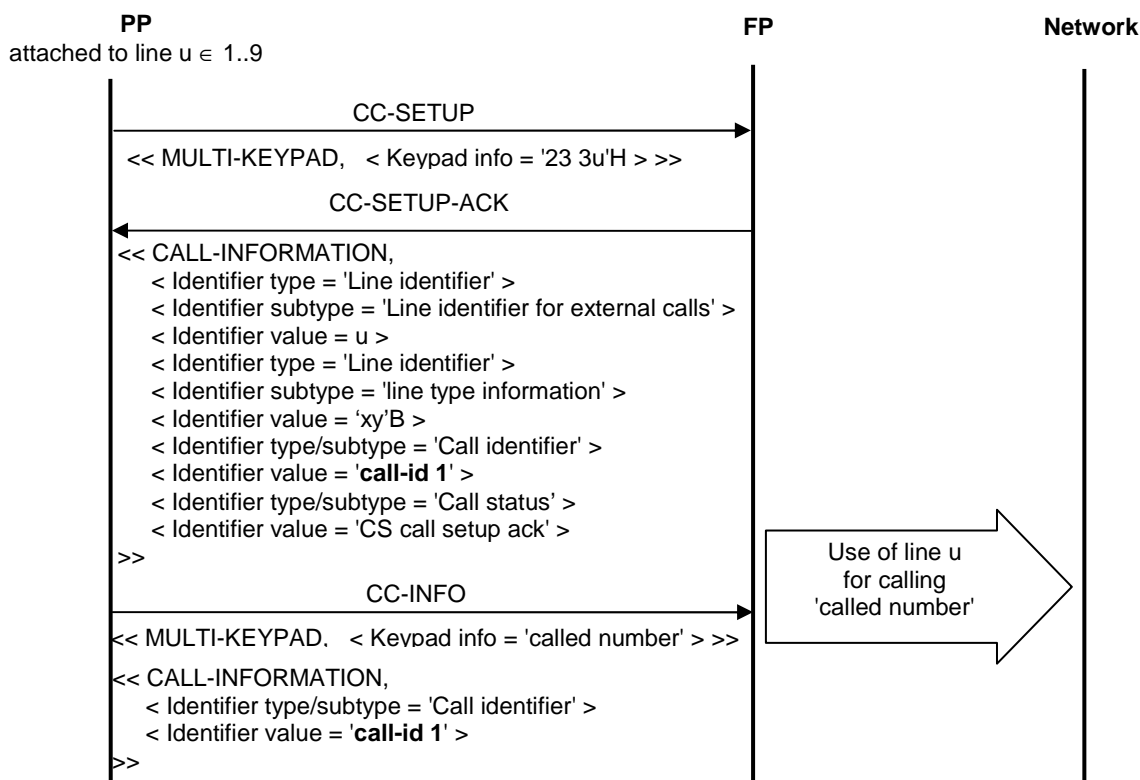 PP
attached to line u ∈ 1..9
FP
Network
CC-SETUP
<< MULTI-KEYPAD, < Keypad info = '23 3u'H > >>
CC-SETUP-ACK
<< CALL-INFORMATION,
< Identifier type = 'Line identifier' >
< Identifier subtype = 'Line identifier for external calls' >
< Identifier value = u >
< Identifier type = 'Line identifier' >
< Identifier subtype = 'line type information' >
< Identifier value = ‘xy’B >
< Identifier type/subtype = 'Call identifier' >
< Identifier value = 'call-id 1' >
< Identifier type/subtype = 'Call status’ >
< Identifier value = 'CS call setup ack' >
>>
Use of line u
for calling
'called number'
CC-INFO
<< MULTI-KEYPAD, < Keypad info = 'called number' > >>
<< CALL-INFORMATION,
< Identifier type/subtype = 'Call identifier' >
< Identifier value = 'call-id 1' >
>>